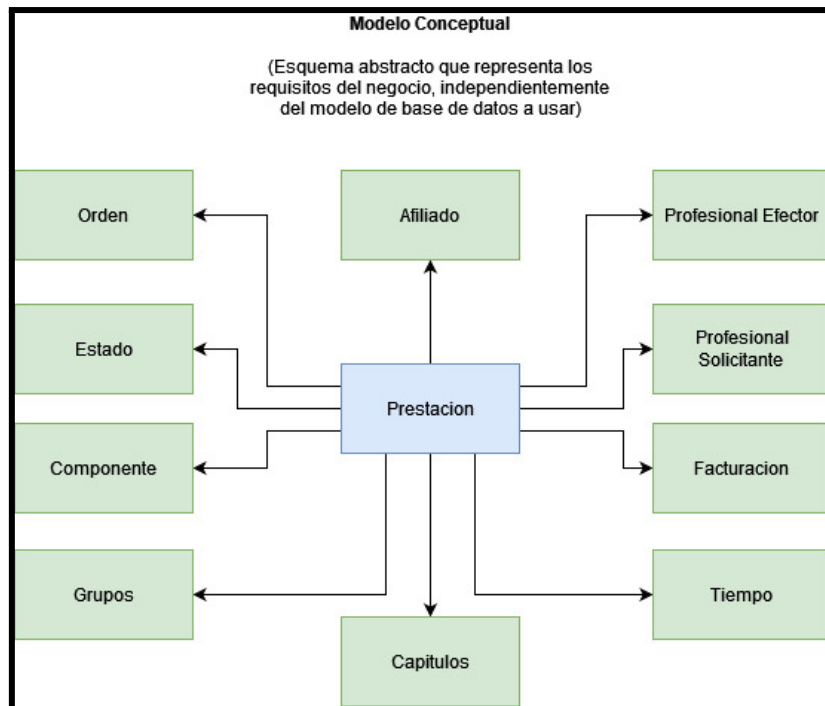 Modelo Conceptual
(Esquema abstracto que representa los
requisitos del negocio, independientemente
del modelo de base de datos a usar)
Orden
Afiliado
Profesional Efector
Estado
Profesional
Solicitante
Prestacion
Componente
Facturacion
Grupos
Tiempo
Capitulos